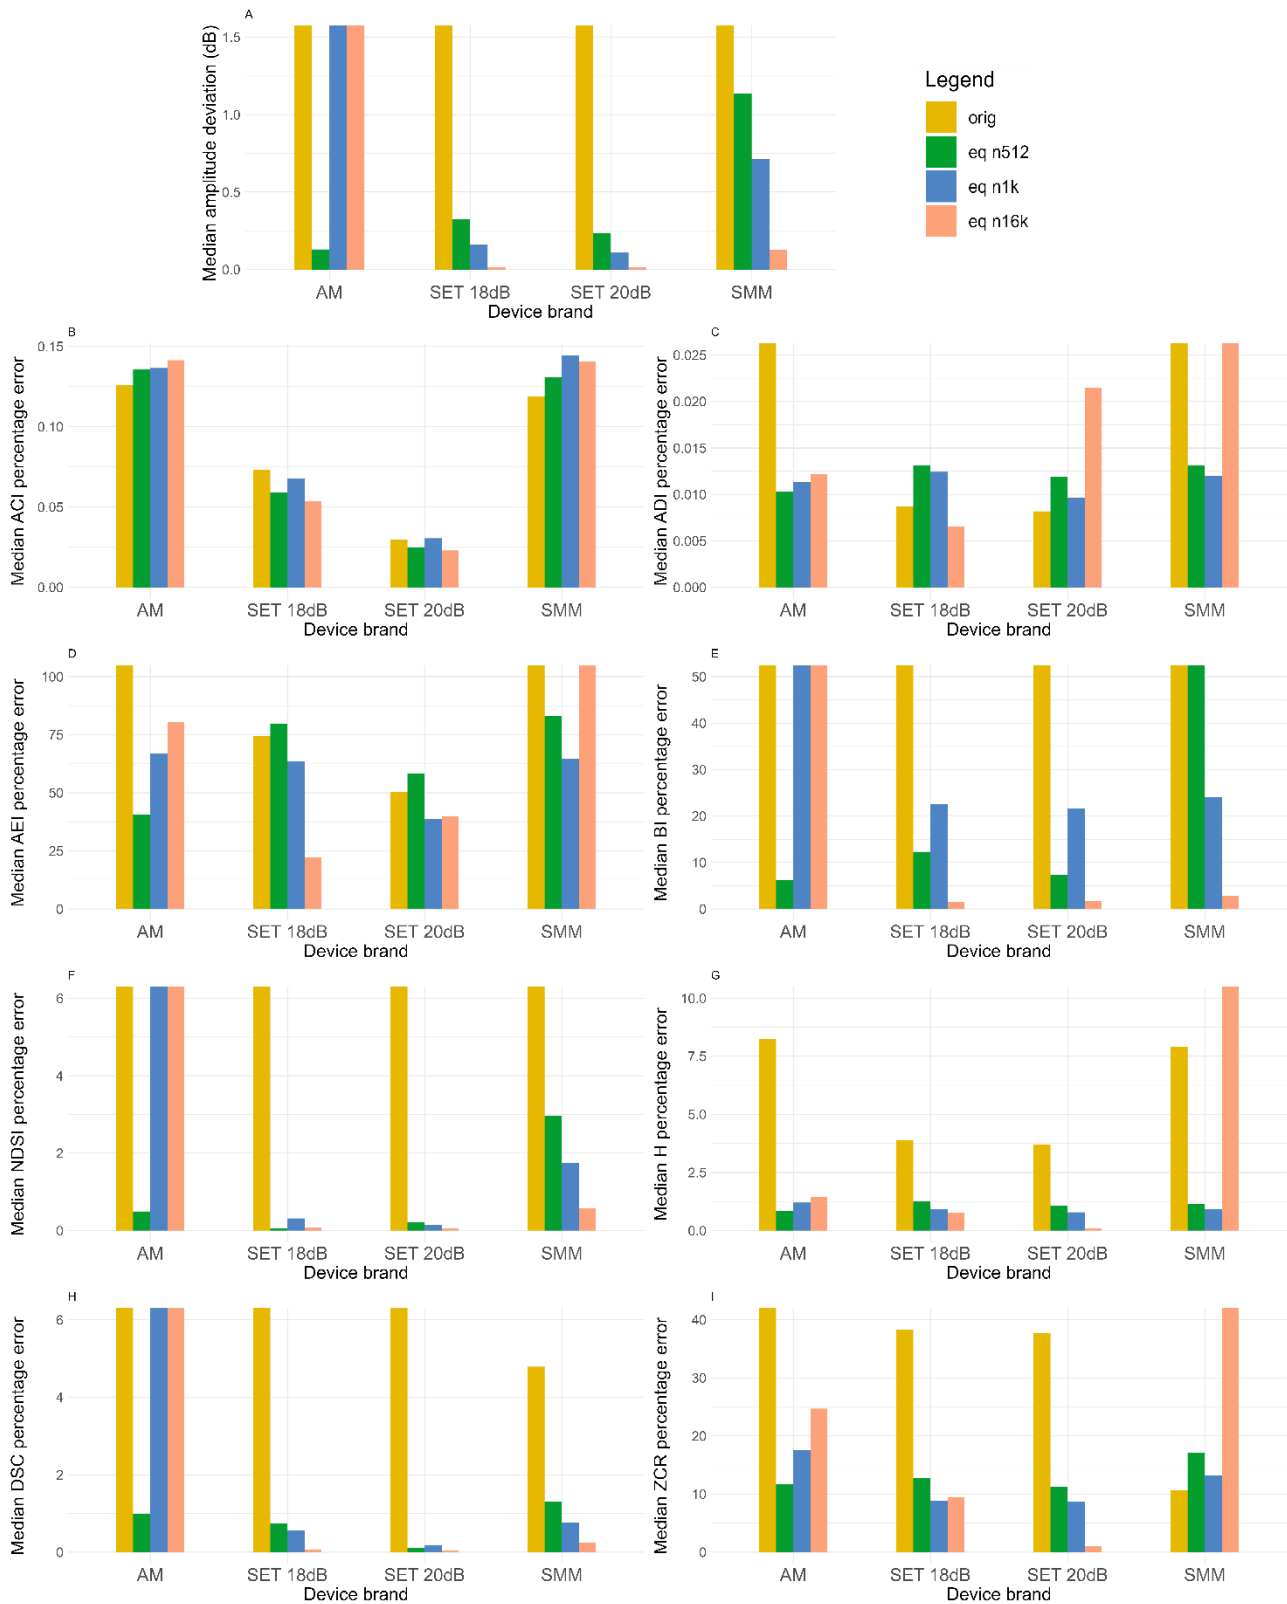 A
Median amplitude deviation (dB)
1.5
1.0
0.5
0.0
AM SET 18dB SET 20dB SMM
Device brand
Legend
orig
eq n512
eq n1k
eq n16k
B
Median ACI percentage error
0.15
0.10
0.05
0.00
AM SET 18dB SET 20dB SMM
Device brand
C
Median ADI percentage error
0.025
0.020
0.015
0.010
0.005
0.000
AM SET 18dB SET 20dB SMM
Device brand
D
Median AEI percentage error
100
75
50
25
0
AM SET 18dB SET 20dB SMM
Device brand
E
Median BI percentage error
50
40
30
20
10
0
AM SET 18dB SET 20dB SMM
Device brand
F
Median NDSI percentage error
6
4
2
0
AM SET 18dB SET 20dB SMM
Device brand
G
Median H percentage error
10.0
7.5
5.0
2.5
0.0
AM SET 18dB SET 20dB SMM
Device brand
H
Median DSC percentage error
6
4
2
0
AM SET 18dB SET 20dB SMM
Device brand
I
Median ZCR percentage error
40
30
20
10
0
AM SET 18dB SET 20dB SMM
Device brand